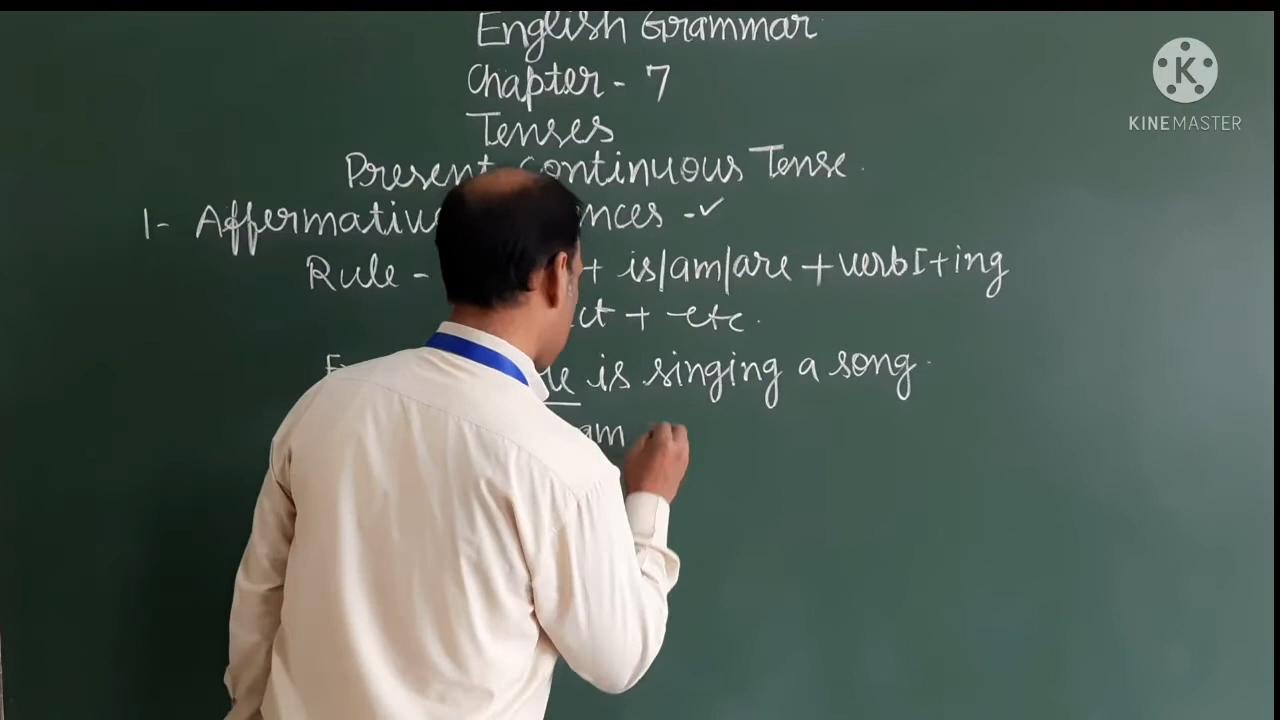 English Grammar
Chapter - 7
Tenses
Present Continuous Tense.
1- Affermative nces - ✓
Rule - + is/am/are + verb I + ing
ct + etc.
is singing a song.
am
KINEMASTER